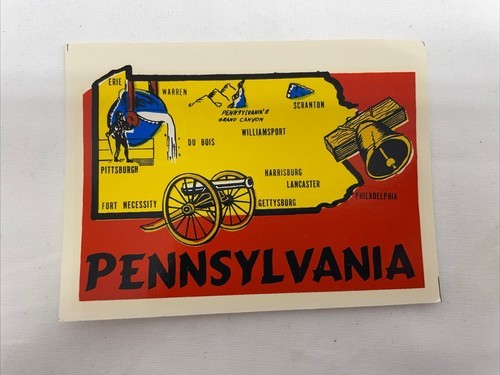 ERIE
WARREN
PENNSYLVANIA'S
GRAND CANYON
SCRANTON
WILLIAMSPORT
DU BOIS
PITTSBURGH
HARRISBURG
LANCASTER
FORT NECESSITY
GETTYSBURG
PHILADELPHIA
PENNSYLVANIA